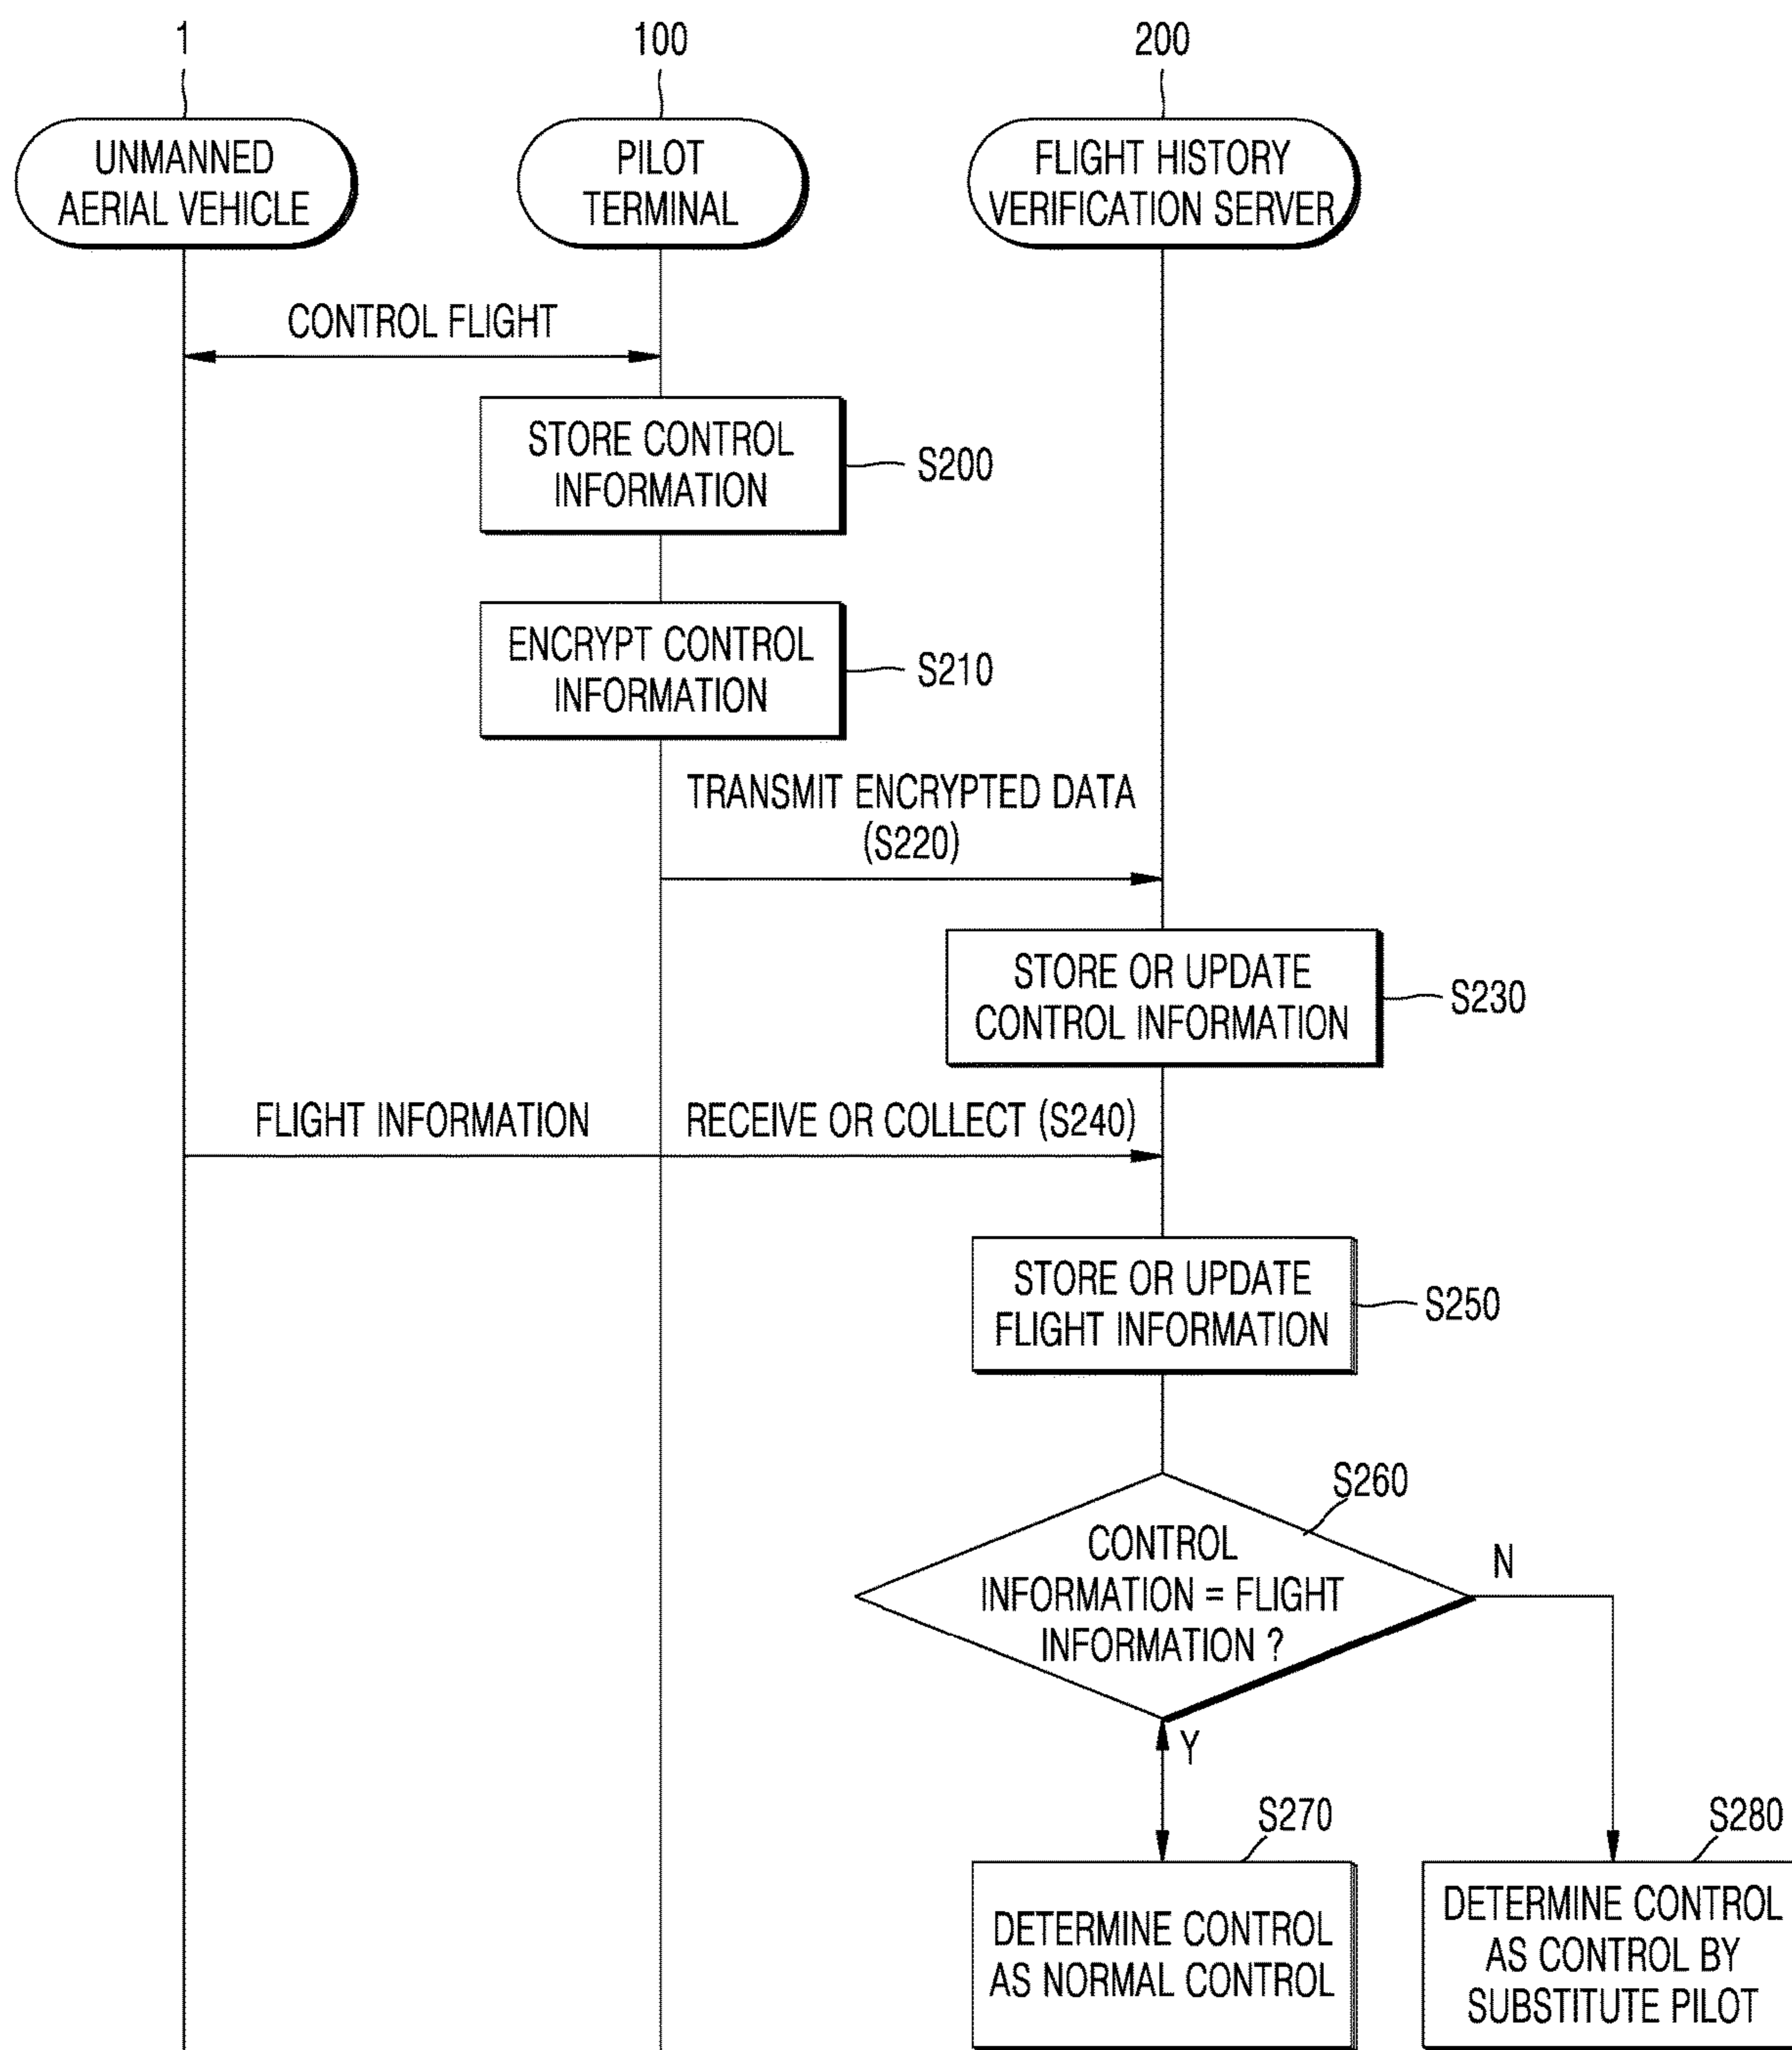 1
100
200
UNMANNED
AERIAL VEHICLE
PILOT
TERMINAL
FLIGHT HISTORY
VERIFICATION SERVER
CONTROL FLIGHT
STORE CONTROL
INFORMATION
S200
ENCRYPT CONTROL
INFORMATION
S210
TRANSMIT ENCRYPTED DATA
(S220)
STORE OR UPDATE
CONTROL INFORMATION
S230
FLIGHT INFORMATION
RECEIVE OR COLLECT (S240)
STORE OR UPDATE
FLIGHT INFORMATION
S250
S260
CONTROL
INFORMATION = FLIGHT
INFORMATION ?
N
Y
S270
S280
DETERMINE CONTROL
AS NORMAL CONTROL
DETERMINE CONTROL
AS CONTROL BY
SUBSTITUTE PILOT